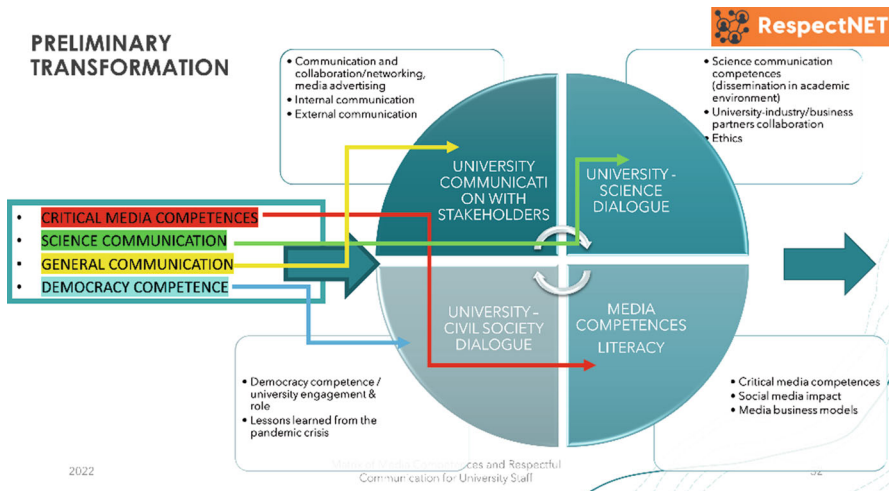 RespectNET
PRELIMINARY
TRANSFORMATION
• Communication and
collaboration/networking,
media advertising
• Internal communication
• External communication
• Science communication
competences
(dissemination in academic
environment)
• University-industry/business
partners collaboration
• Ethics
UNIVERSITY
COMMUNICATI
ON WITH
STAKEHOLDERS
UNIVERSITY -
SCIENCE
DIALOGUE
• CRITICAL MEDIA COMPETENCES
• SCIENCE COMMUNICATION
• GENERAL COMMUNICATION
• DEMOCRACY COMPETENCE
UNIVERSITY –
CIVIL SOCIETY
DIALOGUE
MEDIA
COMPETENCES
LITERACY
• Democracy competence /
university engagement &
role
• Lessons learned from the
pandemic crisis
• Critical media competences
• Social media impact
• Media business models
2022
and Respectful
Communication for University Staff